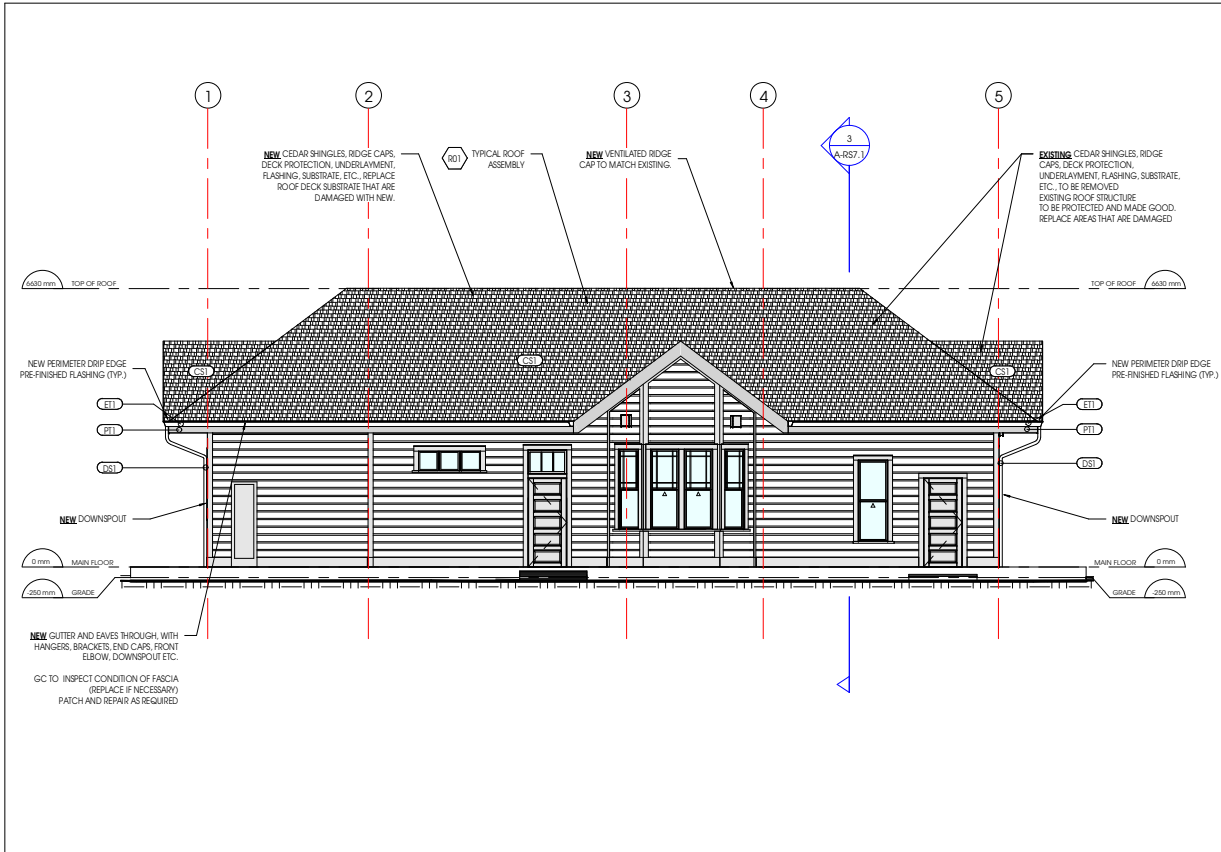 1
2
3
4
5
3
A-RS7.1
NEW CEDAR SHINGLES, RIDGE CAPS,
DECK PROTECTION, UNDERLAYMENT,
FLASHING, SUBSTRATE, ETC., REPLACE
ROOF DECK SUBSTRATE THAT ARE
DAMAGED WITH NEW.
R01
TYPICAL ROOF
ASSEMBLY
NEW VENTILATED RIDGE
CAP TO MATCH EXISTING.
EXISTING CEDAR SHINGLES, RIDGE
CAPS, DECK PROTECTION,
UNDERLAYMENT, FLASHING, SUBSTRATE,
ETC., TO BE REMOVED
EXISTING ROOF STRUCTURE
TO BE PROTECTED AND MADE GOOD.
REPLACE AREAS THAT ARE DAMAGED
6630 mm TOP OF ROOF
TOP OF ROOF 6630 mm
NEW PERIMETER DRIP EDGE
PRE-FINISHED FLASHING (TYP.)
CS1
CS1
CS1
NEW PERIMETER DRIP EDGE
PRE-FINISHED FLASHING (TYP.)
ET1
ET1
PT1
PT1
DS1
DS1
NEW DOWNSPOUT
NEW DOWNSPOUT
0 mm MAIN FLOOR
MAIN FLOOR 0 mm
-250 mm GRADE
GRADE -250 mm
NEW GUTTER AND EAVES THROUGH, WITH
HANGERS, BRACKETS, END CAPS, FRONT
ELBOW, DOWNSPOUT ETC.
GC TO INSPECT CONDITION OF FASCIA
(REPLACE IF NECESSARY)
PATCH AND REPAIR AS REQUIRED